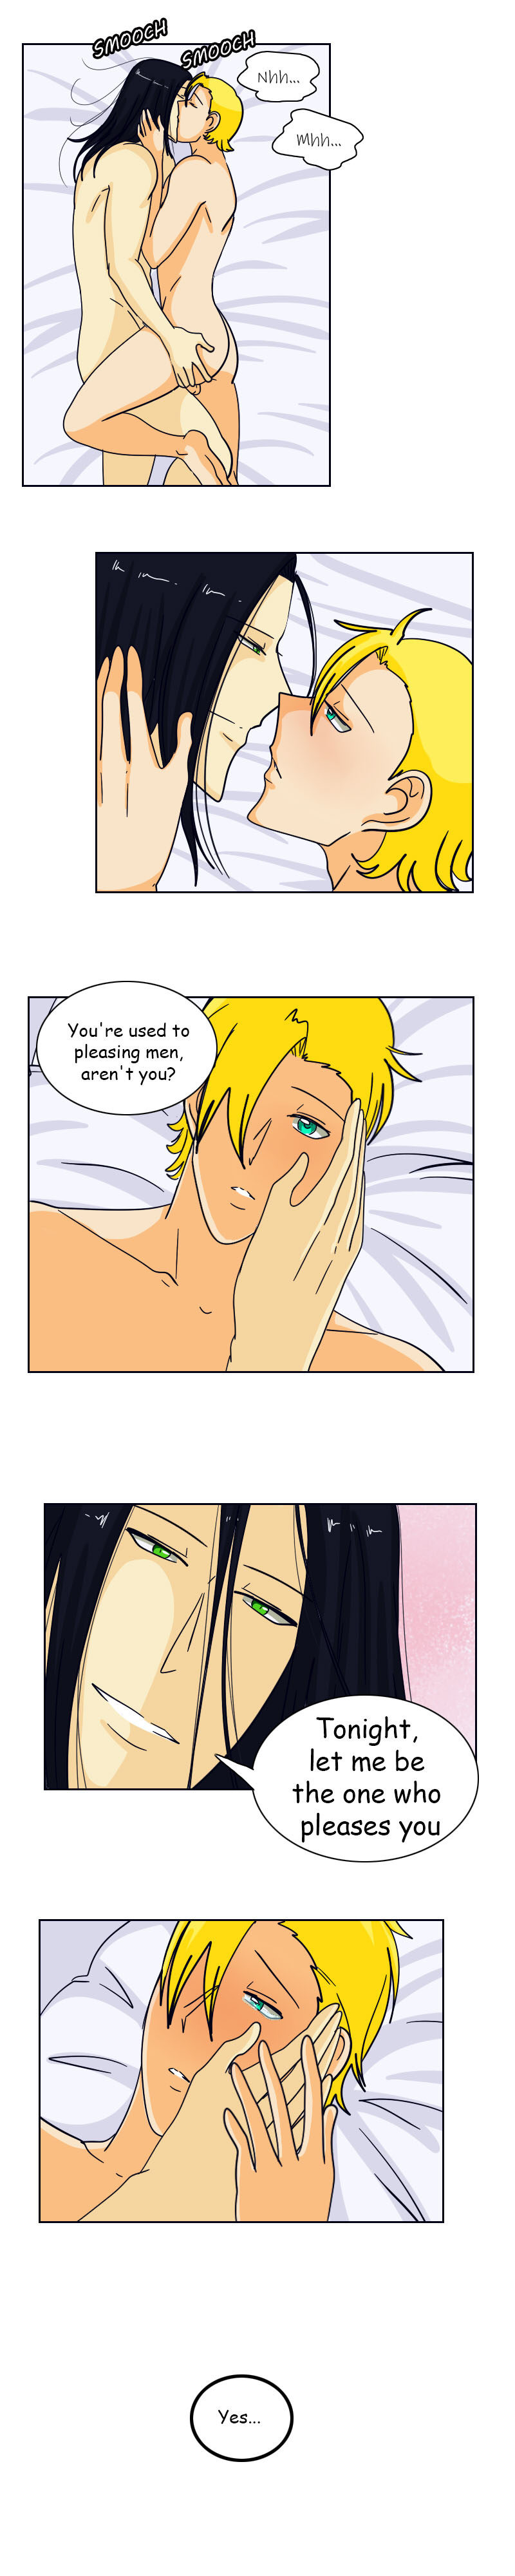 SMOOCH
SMOOCH
Nhh...
Mhh...
You're used to
pleasing men,
aren't you?
Tonight,
let me be
the one who
pleases you
Yes...